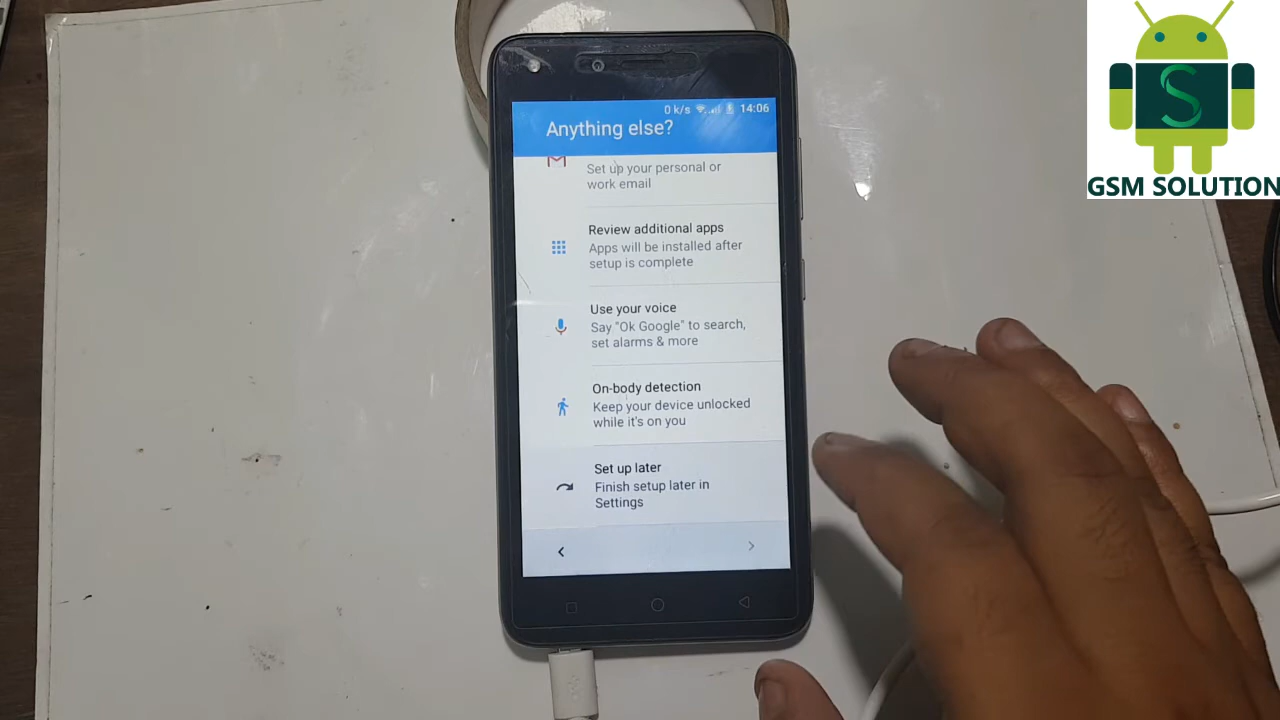 0 k/s 14:06
Anything else?
Set up your personal or
work email
Review additional apps
Apps will be installed after
setup is complete
Use your voice
Say "Ok Google" to search,
set alarms & more
On-body detection
Keep your device unlocked
while it's on you
Set up later
Finish setup later in
Settings
S
GSM SOLUTION